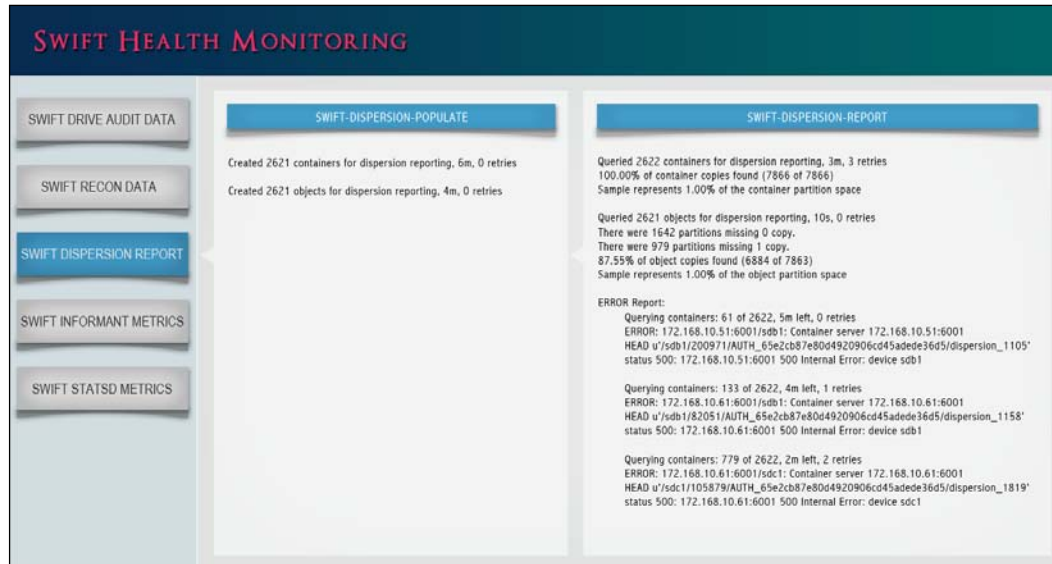 SWIFT HEALTH MONITORING
SWIFT DRIVE AUDIT DATA
SWIFT RECON DATA
SWIFT DISPERSION REPORT
SWIFT INFORMANT METRICS
SWIFT STATSD METRICS
SWIFT-DISPERSION-POPULATE
Created 2621 containers for dispersion reporting, 6m, 0 retries
Created 2621 objects for dispersion reporting, 4m, 0 retries
SWIFT-DISPERSION-REPORT
Queried 2622 containers for dispersion reporting, 3m, 3 retries
100.00% of container copies found (7866 of 7866)
Sample represents 1.00% of the container partition space
Queried 2621 objects for dispersion reporting, 10s, 0 retries
There were 1642 partitions missing 0 copy.
There were 979 partitions missing 1 copy.
87.55% of object copies found (6884 of 7863)
Sample represents 1.00% of the object partition space
ERROR Report:
Querying containers: 61 of 2622, 5m left, 0 retries
ERROR: 172.168.10.51:6001/sdb1: Container server 172.168.10.51:6001
HEAD u'/sdb1/200971/AUTH_65e2cb87e80d4920906cd45adede36d5/dispersion_1105'
status 500: 172.168.10.51:6001 500 Internal Error: device sdb1
Querying containers: 133 of 2622, 4m left, 1 retries
ERROR: 172.168.10.61:6001/sdb1: Container server 172.168.10.61:6001
HEAD u'/sdb1/82051/AUTH_65e2cb87e80d4920906cd45adede36d5/dispersion_1158'
status 500: 172.168.10.61:6001 500 Internal Error: device sdb1
Querying containers: 779 of 2622, 2m left, 2 retries
ERROR: 172.168.10.61:6001/sdc1: Container server 172.168.10.61:6001
HEAD u'/sdc1/105879/AUTH_65e2cb87e80d4920906cd45adede36d5/dispersion_1819'
status 500: 172.168.10.61:6001 500 Internal Error: device sdc1